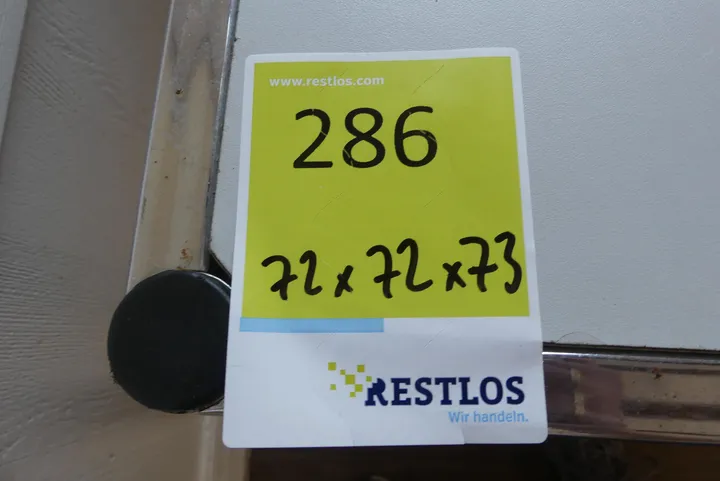 www.restlos.com
286
72 x 72 x 73
RESTLOS
Wir handeln.